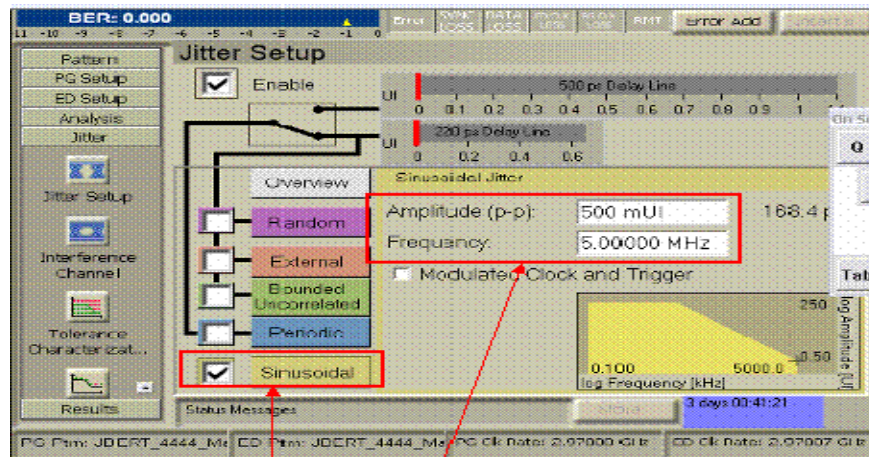 BER: 0.000
11 -10 -9 -8 -7 -6 -5 -4 -3 -2 -1 0
Error
DATA LOSS
RMT
Error Add
Jitter Setup
Pattern
PG Setup
ED Setup
Analysis
Jitter
Jitter Setup
Interference Channel
Tolerance Characterizat...
Results
Enable
UI
500 ps Delay Line
0 0.1 0.2 0.3 0.4 0.5 0.6 0.7 0.8 0.9 1
UI
220 ps Delay Line
0 0.2 0.4 0.6
Overview
Random
External
Bounded Uncorrelated
Periodic
Sinusoidal
Sinusoidal Jitter
Amplitude (p-p): 500 mUI 168.4 p
Frequency: 5.00000 MHz
Modulated Clock and Trigger
250
0.50
0.100 5000.0
log Frequency [kHz]
log Amplitude [UI
Q
Tab
Status Messages
More
3 days 00:41:21
PG Ptrn: JDERT_4444_Ma
ED Ptrn: JDERT_4444_Ma
PG Clk Rate: 2.97000 GHz
ED Clk Rate: 2.97007 GHz